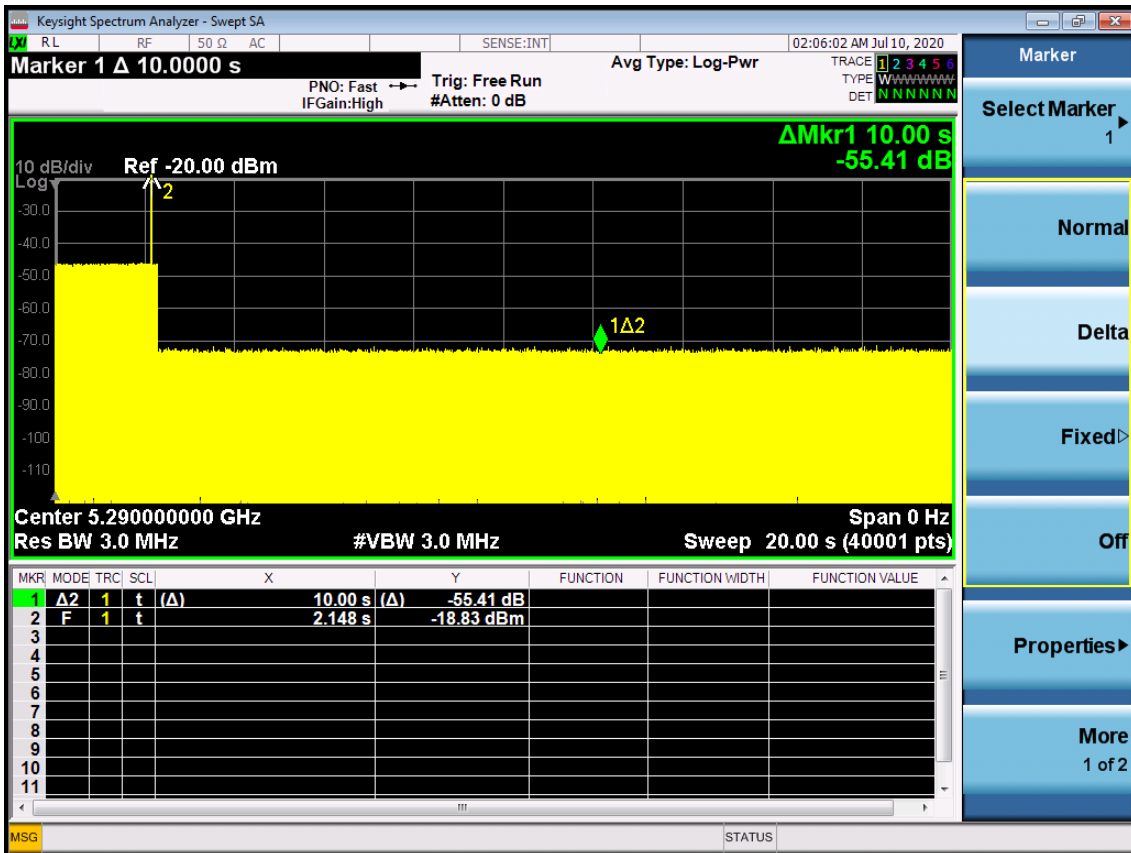 Keysight Spectrum Analyzer - Swept SA
LXI RL RF 50 Ω AC SENSE:INT 02:06:02 AM Jul 10, 2020
Marker 1 Δ 10.0000 s
PNO: Fast
IFGain:High
Trig: Free Run
#Atten: 0 dB
Avg Type: Log-Pwr
TRACE 1 2 3 4 5 6
TYPE WWWWWW
DET N N N N N N
ΔMkr1 10.00 s
-55.41 dB
10 dB/div
Log
Ref -20.00 dBm
2
-30.0
-40.0
-50.0
-60.0
1Δ2
-70.0
-80.0
-90.0
-100
-110
Center 5.290000000 GHz Span 0 Hz
Res BW 3.0 MHz #VBW 3.0 MHz Sweep 20.00 s (40001 pts)
MKR MODE TRC SCL X Y FUNCTION FUNCTION WIDTH FUNCTION VALUE
1 Δ2 1 t (Δ) 10.00 s (Δ) -55.41 dB
2 F 1 t 2.148 s -18.83 dBm
3
4
5
6
7
8
9
10
11
MSG STATUS
Marker
Select Marker
1
Normal
Delta
Fixed
Off
Properties
More
1 of 2